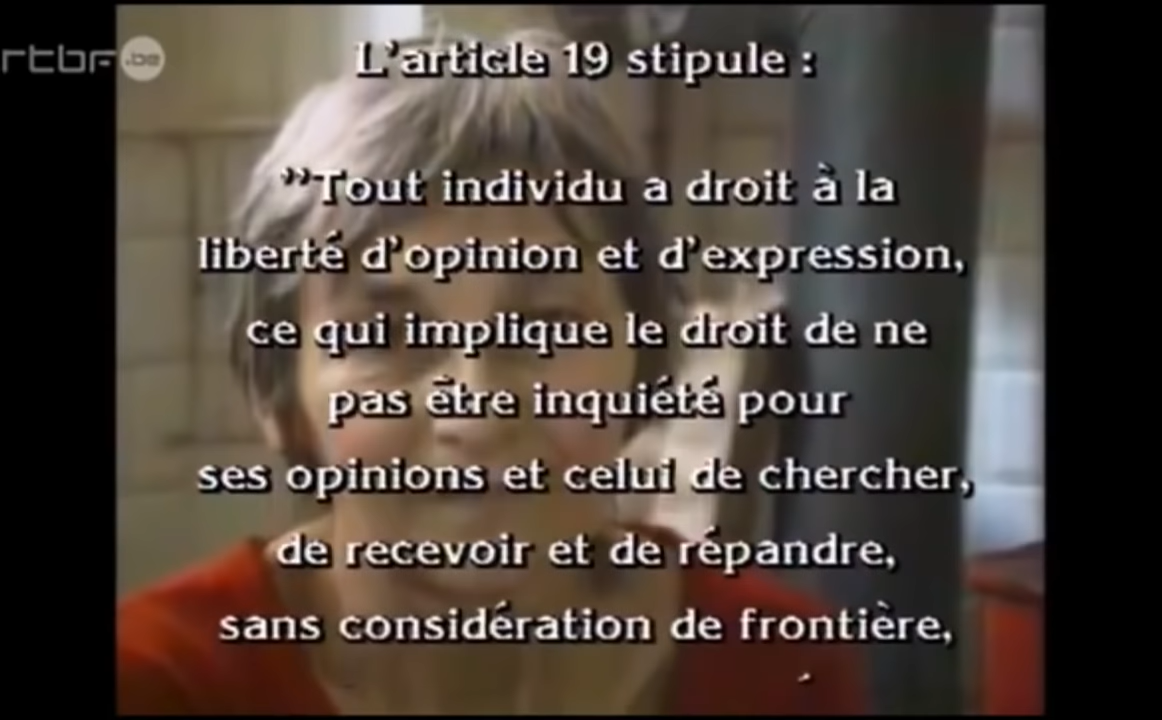 rtbf.be
L'article 19 stipule :
"Tout individu a droit à la
liberté d'opinion et d'expression,
ce qui implique le droit de ne
pas être inquiété pour
ses opinions et celui de chercher,
de recevoir et de répandre,
sans considération de frontière,